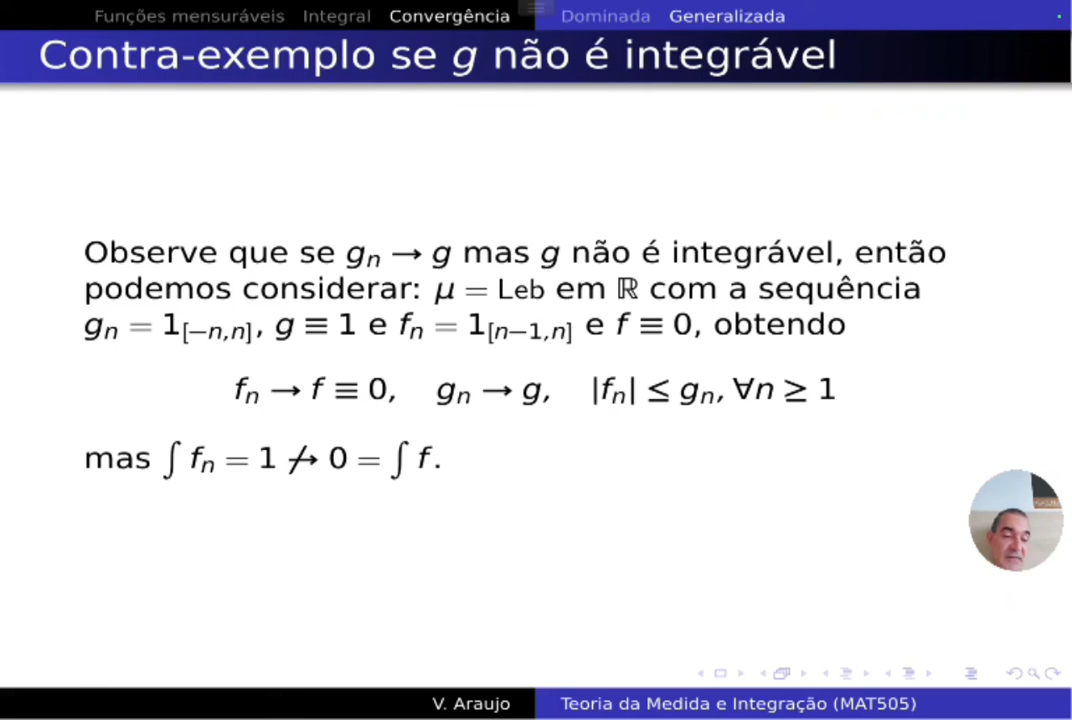 Funções mensuráveis Integral Convergência Dominada Generalizada
Contra-exemplo se g não é integrável
Observe que se gₙ → g mas g não é integrável, então
podemos considerar: μ = Leb em ℝ com a sequência
gₙ = 1[−n,n], g ≡ 1 e fₙ = 1[n−1,n] e f ≡ 0, obtendo
fₙ → f ≡ 0, gₙ → g, |fₙ| ≤ gₙ, ∀n ≥ 1
mas ∫ fₙ = 1 ↛ 0 = ∫ f.
V. Araujo Teoria da Medida e Integração (MAT505)